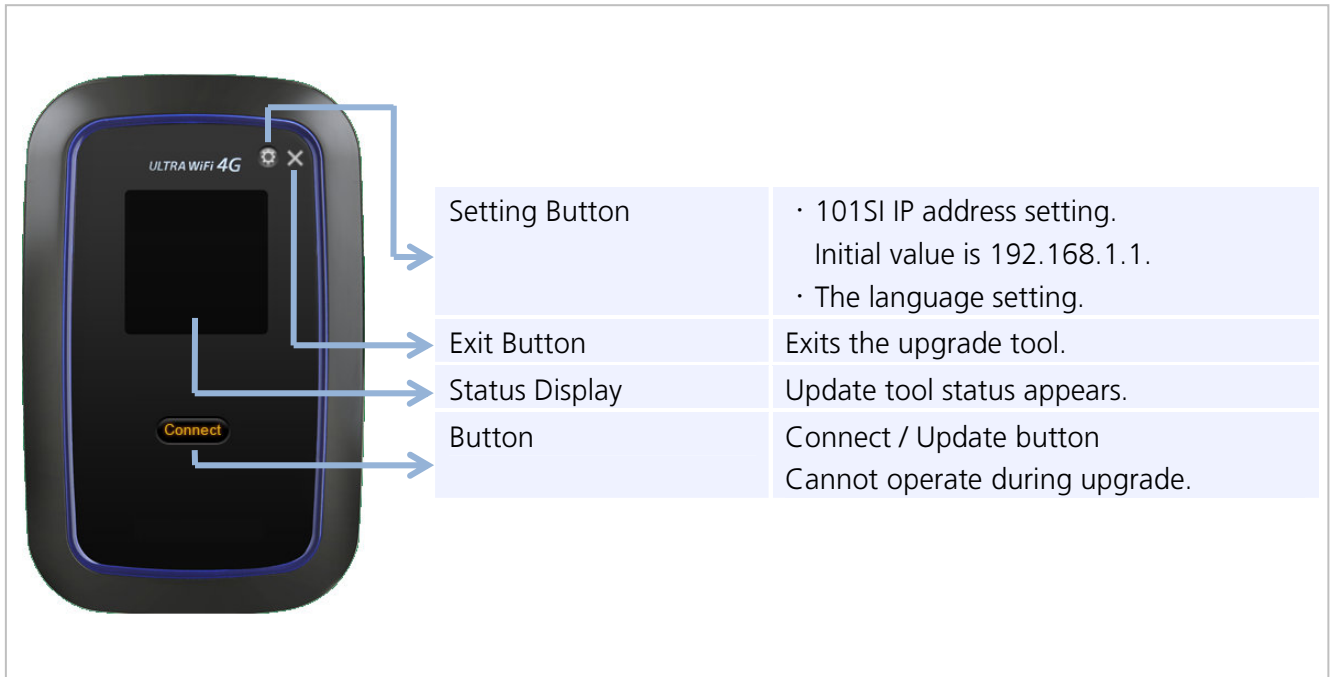 ULTRA WiFi 4G
Connect
Setting Button
・101SI IP address setting.
Initial value is 192.168.1.1.
・The language setting.
Exit Button
Exits the upgrade tool.
Status Display
Update tool status appears.
Button
Connect / Update button
Cannot operate during upgrade.